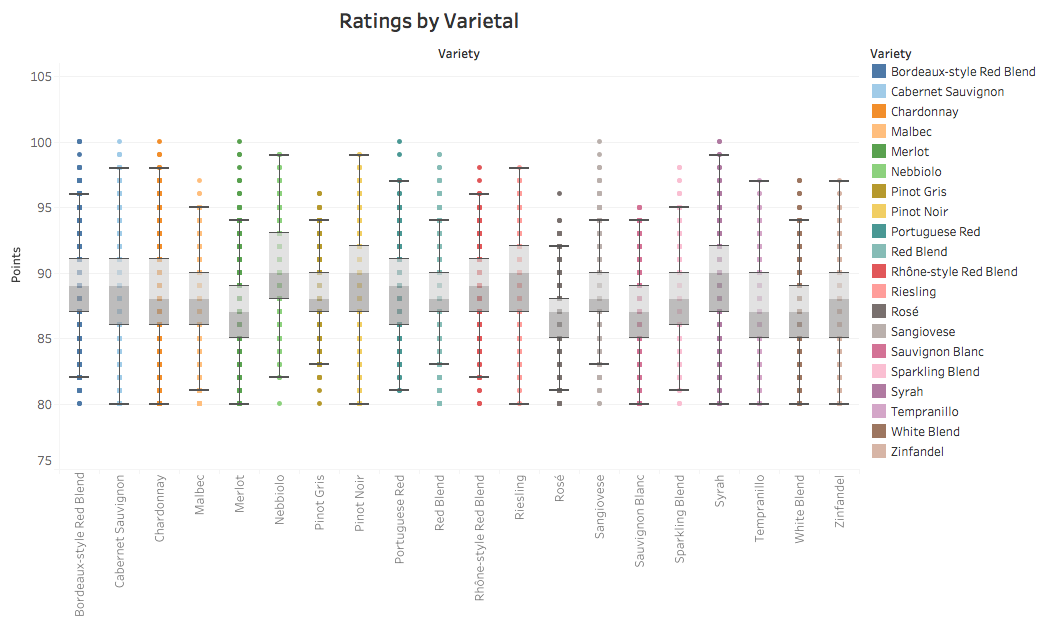 Ratings by Varietal
Variety
Variety
Bordeaux-style Red Blend
Cabernet Sauvignon
Chardonnay
Malbec
Merlot
Nebbiolo
Pinot Gris
Pinot Noir
Portuguese Red
Red Blend
Rhône-style Red Blend
Riesling
Rosé
Sangiovese
Sauvignon Blanc
Sparkling Blend
Syrah
Tempranillo
White Blend
Zinfandel
Points
105
100
95
90
85
80
75
Bordeaux-style Red Blend
Cabernet Sauvignon
Chardonnay
Malbec
Merlot
Nebbiolo
Pinot Gris
Pinot Noir
Portuguese Red
Red Blend
Rhône-style Red Blend
Riesling
Rosé
Sangiovese
Sauvignon Blanc
Sparkling Blend
Syrah
Tempranillo
White Blend
Zinfandel